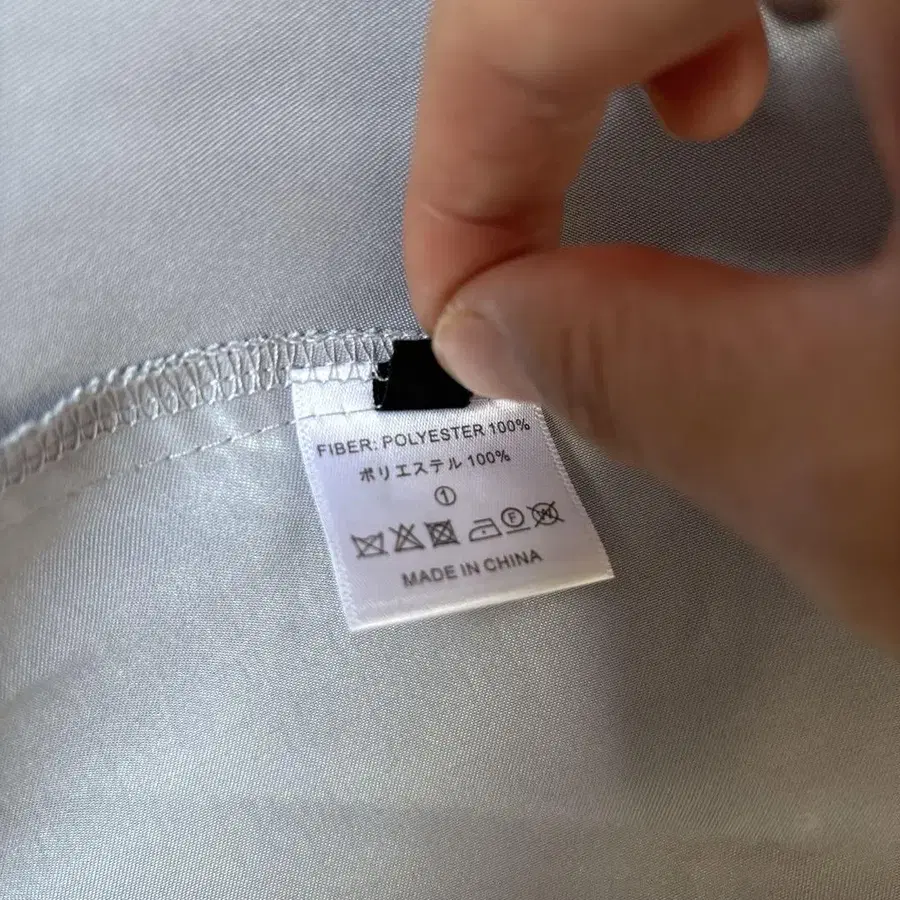 FIBER: POLYESTER 100%
ポリエステル 100%
①
F W
MADE IN CHINA